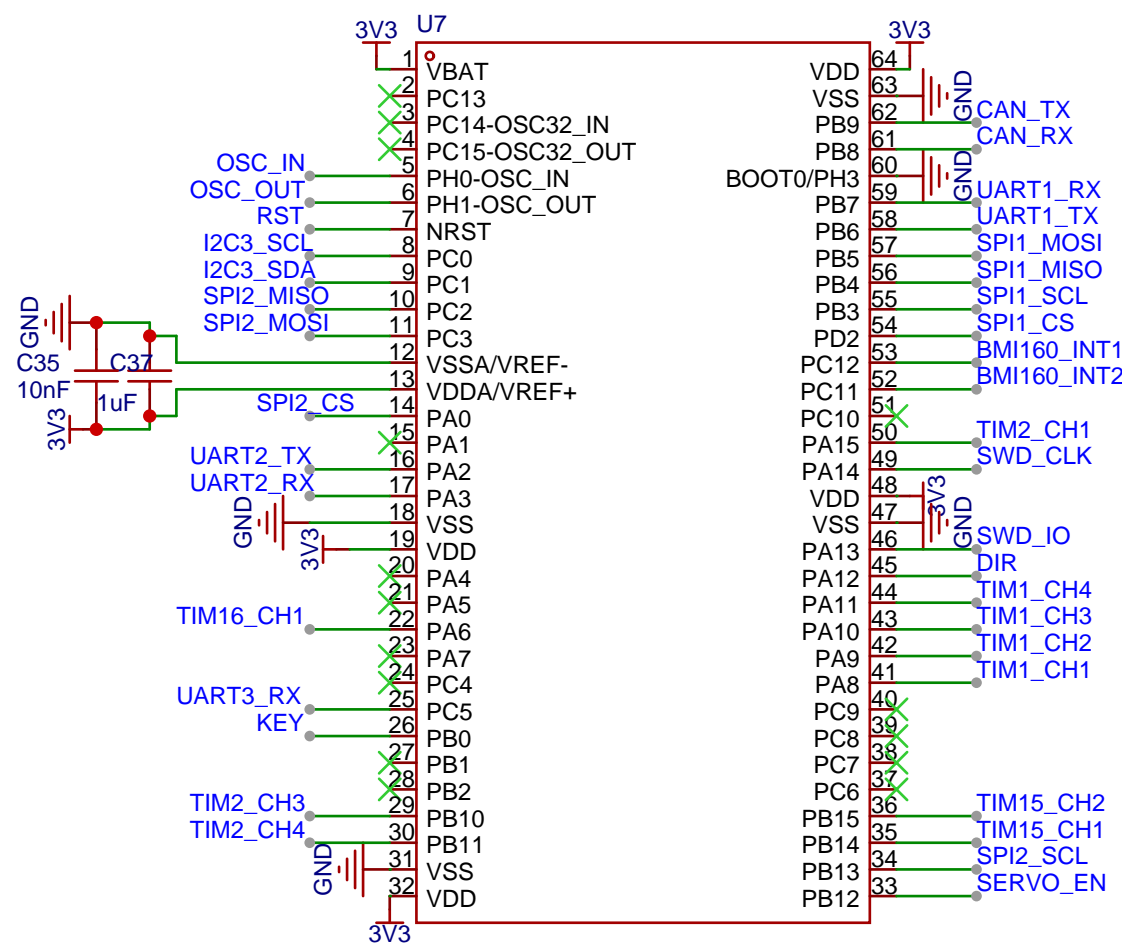 U7
3V3
1
VBAT
2
PC13
3
PC14-OSC32_IN
4
PC15-OSC32_OUT
OSC_IN
5
PH0-OSC_IN
OSC_OUT
6
PH1-OSC_OUT
RST
7
NRST
I2C3_SCL
8
PC0
I2C3_SDA
9
PC1
SPI2_MISO
10
PC2
SPI2_MOSI
11
PC3
GND
C35
10nF
C37
1uF
3V3
12
VSSA/VREF-
13
VDDA/VREF+
SPI2_CS
14
PA0
15
PA1
UART2_TX
16
PA2
UART2_RX
17
PA3
GND
18
VSS
3V3
19
VDD
20
PA4
21
PA5
TIM16_CH1
22
PA6
23
PA7
24
PC4
UART3_RX
25
PC5
KEY
26
PB0
27
PB1
28
PB2
TIM2_CH3
29
PB10
TIM2_CH4
30
PB11
GND
31
VSS
32
VDD
3V3
3V3
VDD
64
VSS
63
GND
PB9
62
CAN_TX
PB8
61
CAN_RX
BOOT0/PH3
60
GND
PB7
59
UART1_RX
PB6
58
UART1_TX
PB5
57
SPI1_MOSI
PB4
56
SPI1_MISO
PB3
55
SPI1_SCL
PD2
54
SPI1_CS
PC12
53
BMI160_INT1
PC11
52
BMI160_INT2
PC10
51
PA15
50
TIM2_CH1
PA14
49
SWD_CLK
VDD
48
3V3
VSS
47
GND
PA13
46
SWD_IO
PA12
45
DIR
PA11
44
TIM1_CH4
PA10
43
TIM1_CH3
PA9
42
TIM1_CH2
PA8
41
TIM1_CH1
PC9
40
PC8
39
PC7
38
PC6
37
PB15
36
TIM15_CH2
PB14
35
TIM15_CH1
PB13
34
SPI2_SCL
PB12
33
SERVO_EN